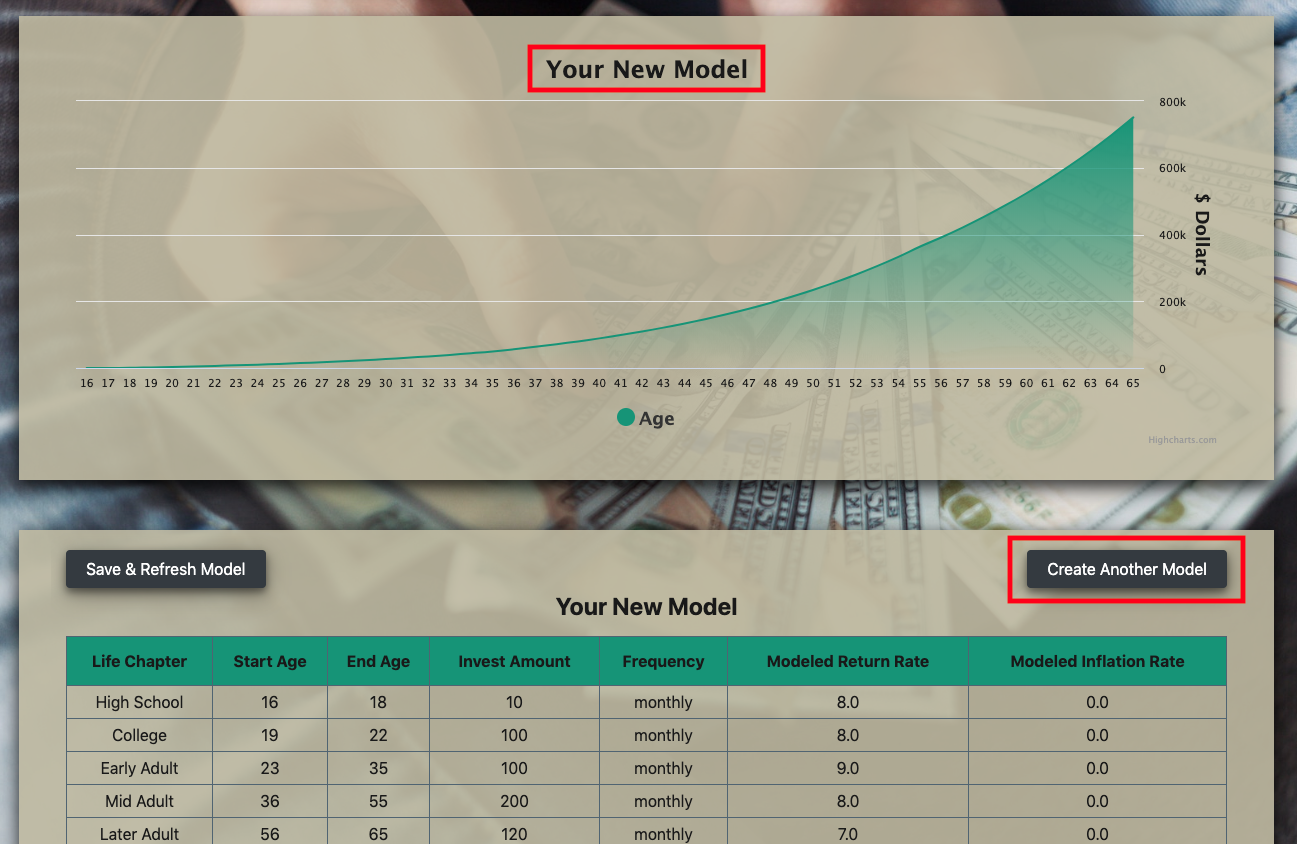 Your New Model
800k
600k
400k
200k
0
$ Dollars
16 17 18 19 20 21 22 23 24 25 26 27 28 29 30 31 32 33 34 35 36 37 38 39 40 41 42 43 44 45 46 47 48 49 50 51 52 53 54 55 56 57 58 59 60 61 62 63 64 65
Age
Highcharts.com
Save & Refresh Model
Create Another Model
Your New Model
Life Chapter Start Age End Age Invest Amount Frequency Modeled Return Rate Modeled Inflation Rate
High School 16 18 10 monthly 8.0 0.0
College 19 22 100 monthly 8.0 0.0
Early Adult 23 35 100 monthly 9.0 0.0
Mid Adult 36 55 200 monthly 8.0 0.0
Later Adult 56 65 120 monthly 7.0 0.0